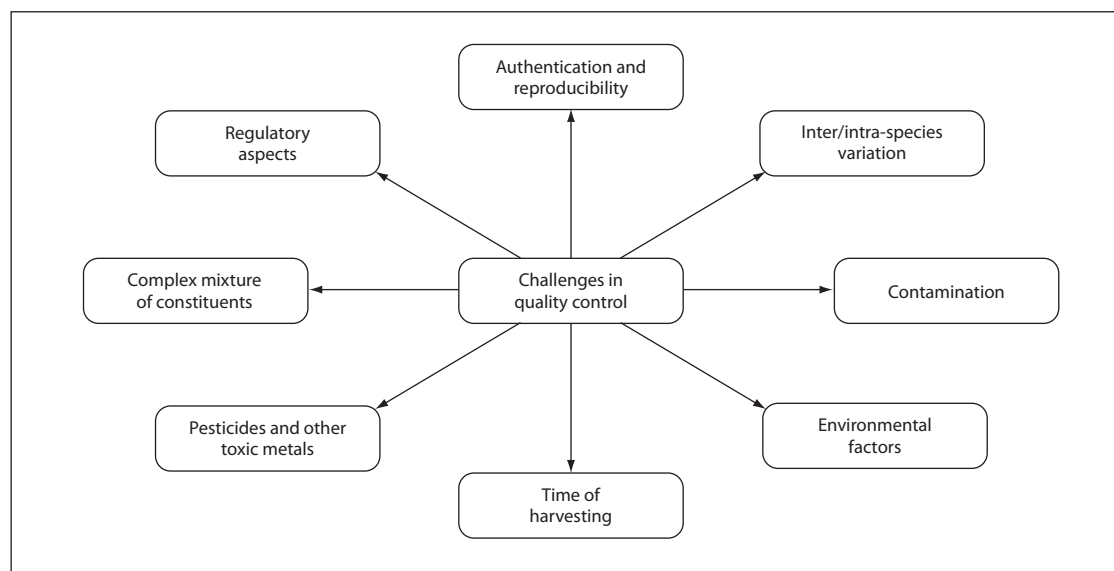 Authentication and
reproducibility
Regulatory
aspects
Inter/intra-species
variation
Complex mixture
of constituents
Challenges in
quality control
Contamination
Pesticides and other
toxic metals
Environmental
factors
Time of
harvesting